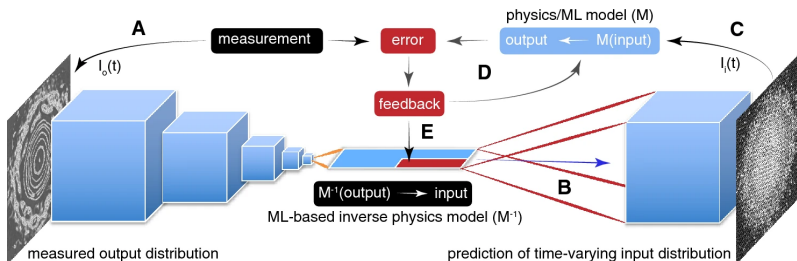 physics/ML model (M)
A
measurement
error
output ← M(input)
C
Iₒ(t)
D
Iᵢ(t)
feedback
E
B
M⁻¹(output) → input
ML-based inverse physics model (M⁻¹)
measured output distribution
prediction of time-varying input distribution